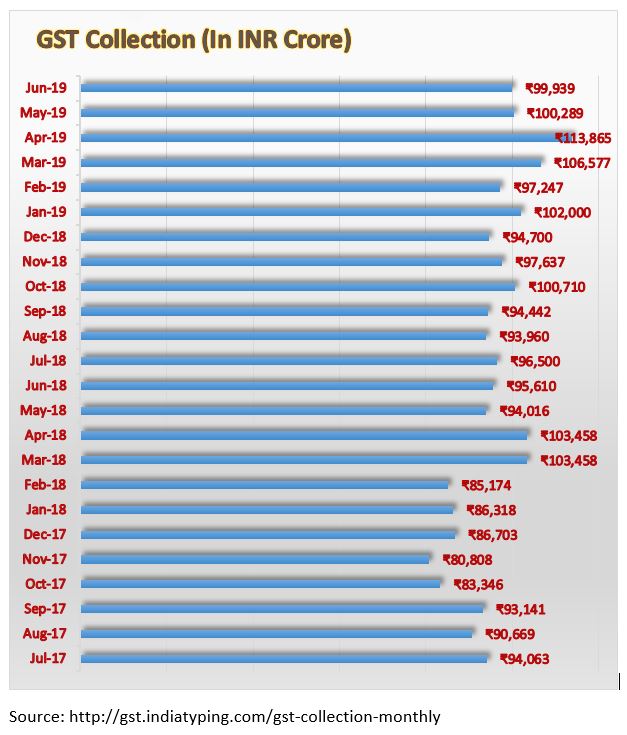 GST Collection (In INR Crore)
Jun-19 ₹99,939
May-19 ₹100,289
Apr-19 ₹113,865
Mar-19 ₹106,577
Feb-19 ₹97,247
Jan-19 ₹102,000
Dec-18 ₹94,700
Nov-18 ₹97,637
Oct-18 ₹100,710
Sep-18 ₹94,442
Aug-18 ₹93,960
Jul-18 ₹96,500
Jun-18 ₹95,610
May-18 ₹94,016
Apr-18 ₹103,458
Mar-18 ₹103,458
Feb-18 ₹85,174
Jan-18 ₹86,318
Dec-17 ₹86,703
Nov-17 ₹80,808
Oct-17 ₹83,346
Sep-17 ₹93,141
Aug-17 ₹90,669
Jul-17 ₹94,063
Source: http://gst.indiatyping.com/gst-collection-monthly